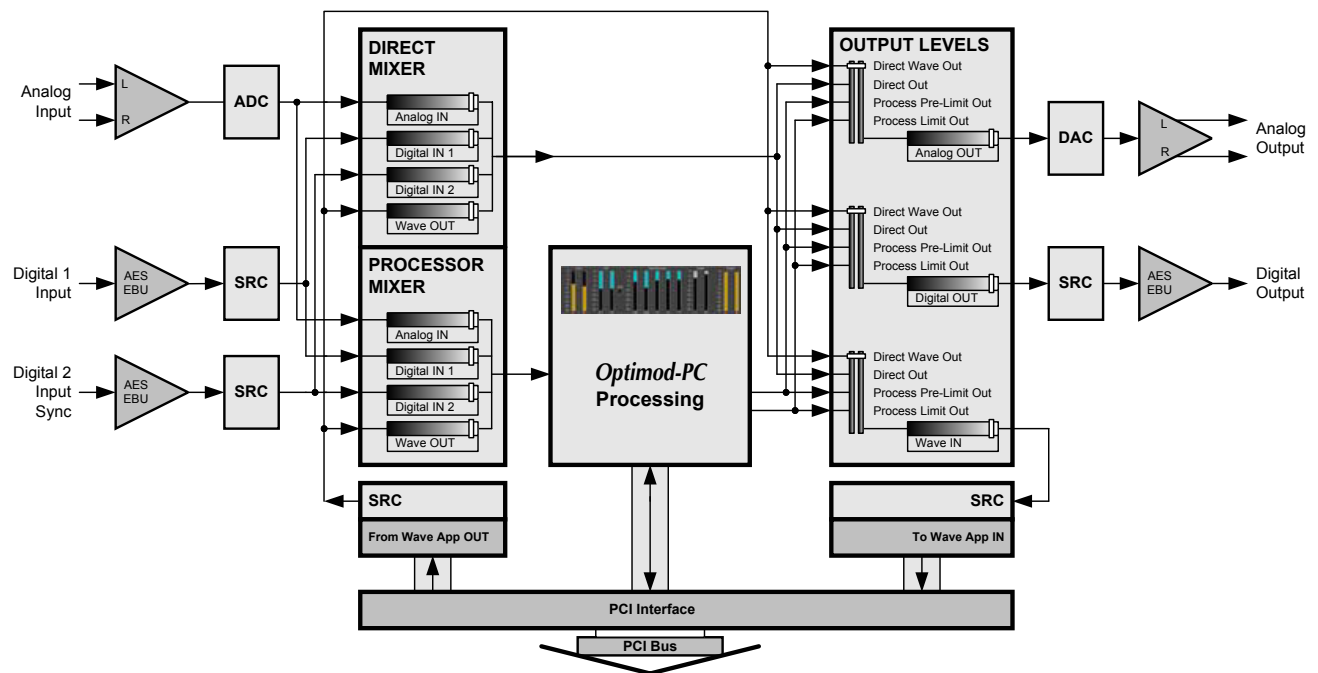 Analog
Input
L
R
ADC
Digital 1
Input
AES
EBU
SRC
Digital 2
Input
Sync
AES
EBU
SRC
DIRECT
MIXER
Analog IN
Digital IN 1
Digital IN 2
Wave OUT
PROCESSOR
MIXER
Analog IN
Digital IN 1
Digital IN 2
Wave OUT
SRC
From Wave App OUT
Optimod-PC
Processing
OUTPUT LEVELS
Direct Wave Out
Direct Out
Process Pre-Limit Out
Process Limit Out
Analog OUT
Direct Wave Out
Direct Out
Process Pre-Limit Out
Process Limit Out
Digital OUT
Direct Wave Out
Direct Out
Process Pre-Limit Out
Process Limit Out
Wave IN
SRC
To Wave App IN
DAC
L
R
Analog
Output
SRC
AES
EBU
Digital
Output
PCI Interface
PCI Bus